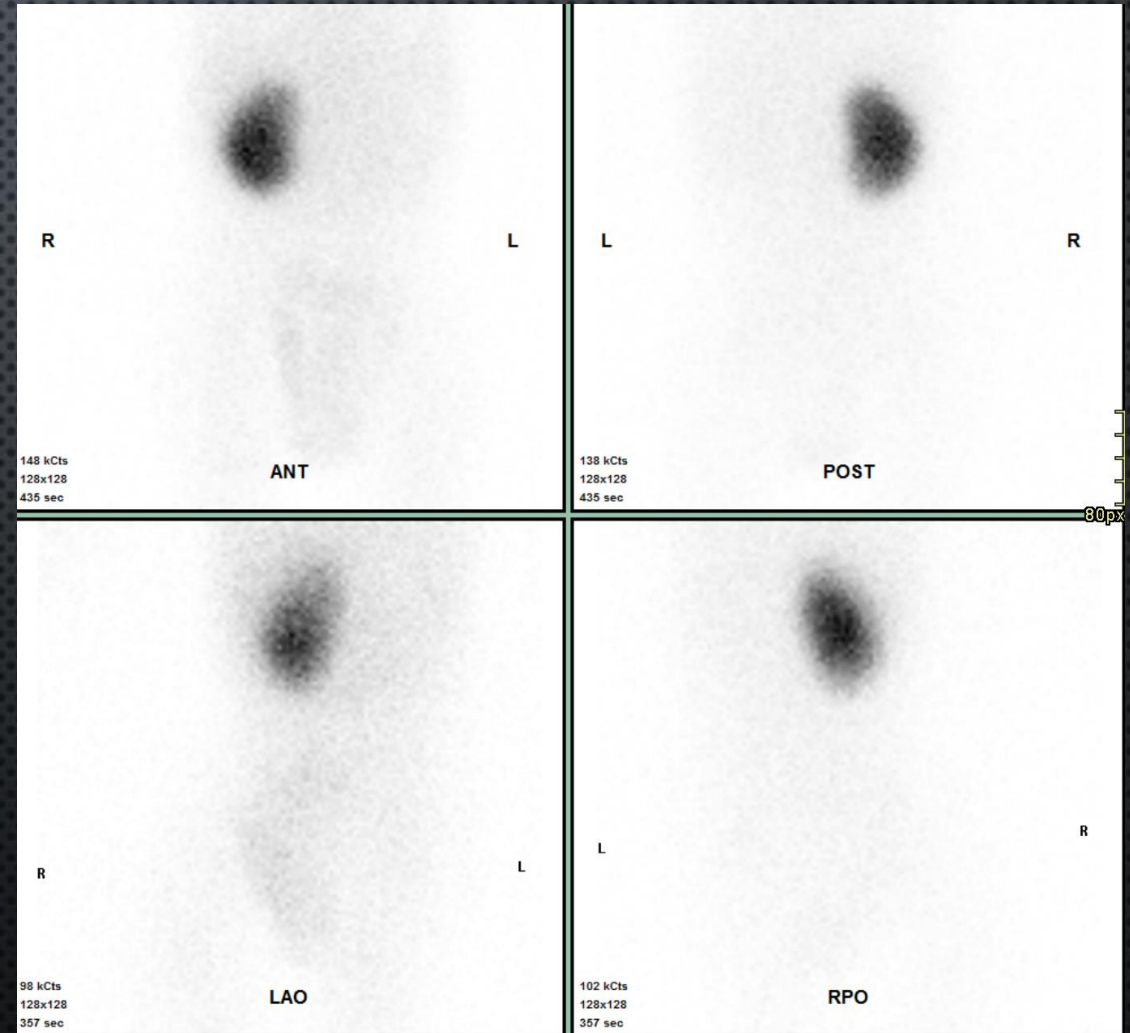 R L
148 kCts
128x128
435 sec
ANT
L R
138 kCts
128x128
435 sec
POST
80px
R L
98 kCts
128x128
357 sec
LAO
L R
102 kCts
128x128
357 sec
RPO